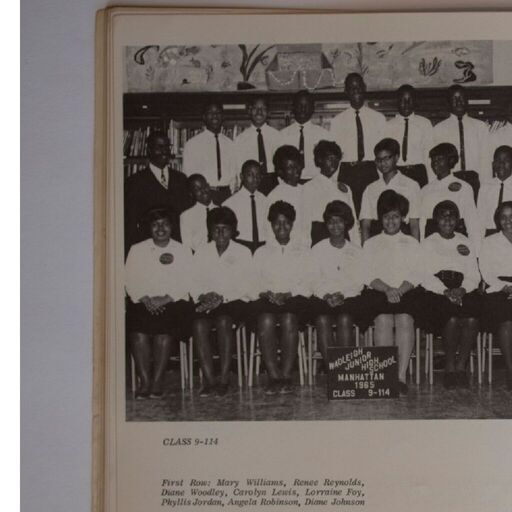 WADLEIGH
JUNIOR HIGH
SCHOOL
MANHATTAN
1965
CLASS 9-114
CLASS 9-114
First Row: Mary Williams, Renee Reynolds,
Diane Woodley, Carolyn Lewis, Lorraine Foy,
Phyllis Jordan, Angela Robinson, Diane Johnson